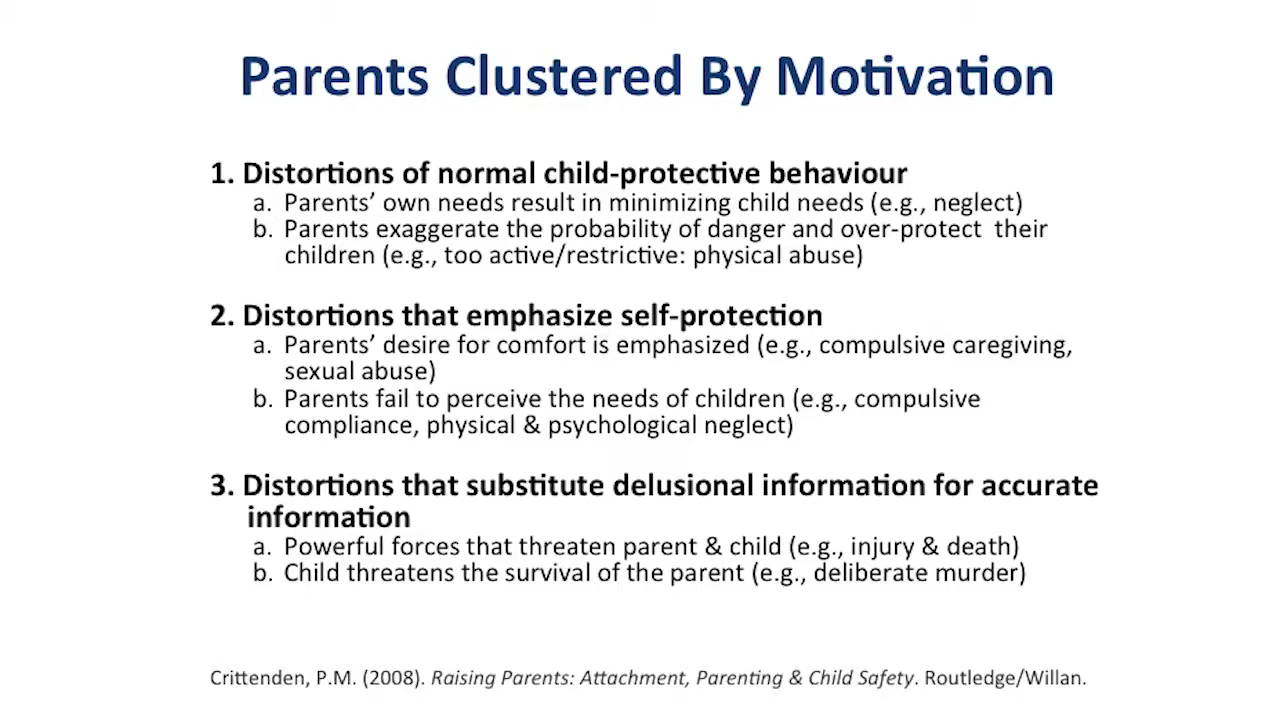 Parents Clustered By Motivation
1. Distortions of normal child-protective behaviour
a. Parents’ own needs result in minimizing child needs (e.g., neglect)
b. Parents exaggerate the probability of danger and over-protect their
children (e.g., too active/restrictive: physical abuse)
2. Distortions that emphasize self-protection
a. Parents’ desire for comfort is emphasized (e.g., compulsive caregiving,
sexual abuse)
b. Parents fail to perceive the needs of children (e.g., compulsive
compliance, physical & psychological neglect)
3. Distortions that substitute delusional information for accurate
information
a. Powerful forces that threaten parent & child (e.g., injury & death)
b. Child threatens the survival of the parent (e.g., deliberate murder)
Crittenden, P.M. (2008). Raising Parents: Attachment, Parenting & Child Safety. Routledge/Willan.